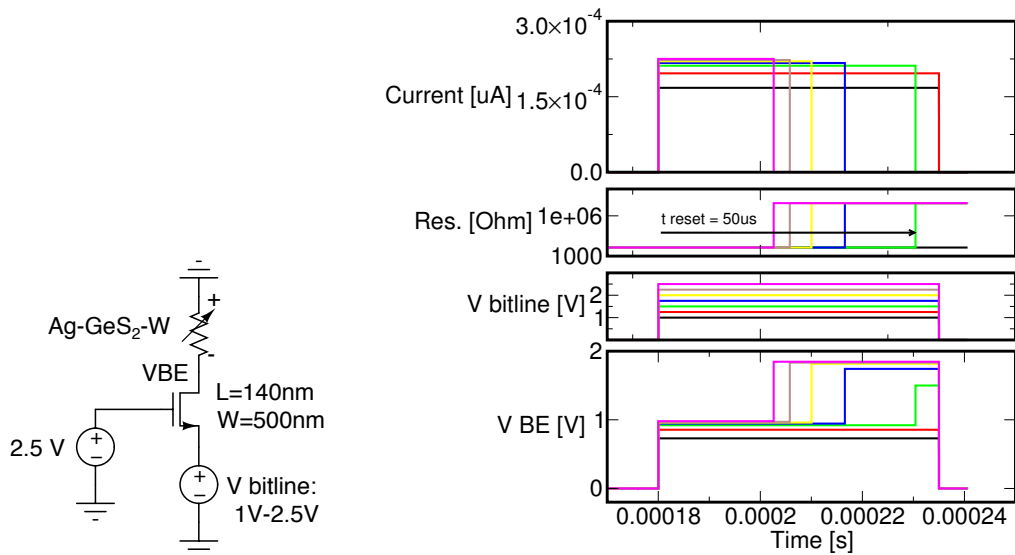 Ag-GeS₂-W
+
-
VBE
L=140nm
W=500nm
2.5 V
+
−
+
−
V bitline:
1V-2.5V
Current [uA]
3.0×10⁻⁴
1.5×10⁻⁴
0.0
Res. [Ohm]
1e+06
1000
t reset = 50us
V bitline [V]
2
1
V BE [V]
2
1
0
0.00018
0.0002
0.00022
0.00024
Time [s]